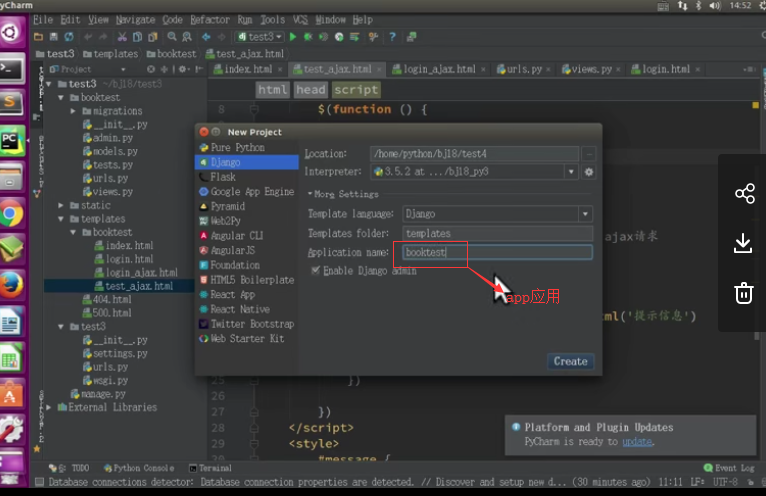 yCharm
14:52
File Edit View Navigate Code Refactor Run Tools VCS Window Help
test3
test3 templates booktest test_ajax.html
Project
index.html test_ajax.html login_ajax.html urls.py views.py login.html
html head script
test3 ~/bj18/test3
booktest
migrations
__init__.py
admin.py
models.py
tests.py
urls.py
views.py
static
templates
booktest
index.html
login.html
login_ajax.html
test_ajax.html
404.html
500.html
test3
__init__.py
settings.py
urls.py
wsgi.py
manage.py
External Libraries
8 $(function () {
New Project
Pure Python
Django
Flask
Google App Engine
Pyramid
Web2Py
Angular CLI
AngularJS
Foundation
HTML5 Boilerplate
React App
React Native
Twitter Bootstrap
Web Starter Kit
Location: /home/python/bj18/test4
Interpreter: 3.5.2 at .../bj18_py3
More Settings
Template language: Django
Templates folder: templates
Application name: booktest
Enable Django admin
app应用
Create
ajax请求
ml('提示信息')
25 })
26
27 })
28 </script>
29 <style>
30 #message {
Platform and Plugin Updates
PyCharm is ready to update.
6: TODO Python Console Terminal Event Log
Database connections detector: Database connection properties are detected. // Discover and setup new d... (30 minutes ago) 11:11 LF: UTF-8